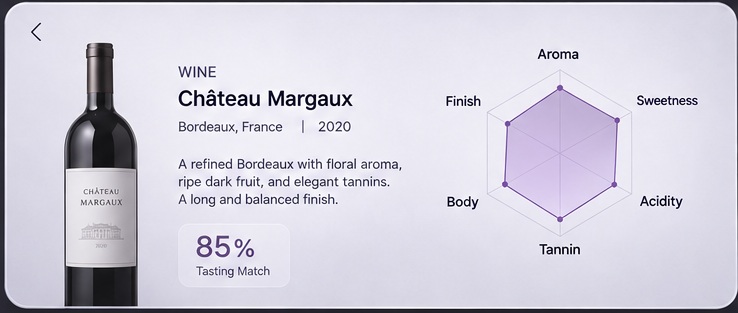 WINE
Château Margaux
Bordeaux, France | 2020
A refined Bordeaux with floral aroma,
ripe dark fruit, and elegant tannins.
A long and balanced finish.
85%
Tasting Match
CHÂTEAU
MARGAUX
2020
Aroma
Sweetness
Acidity
Tannin
Body
Finish